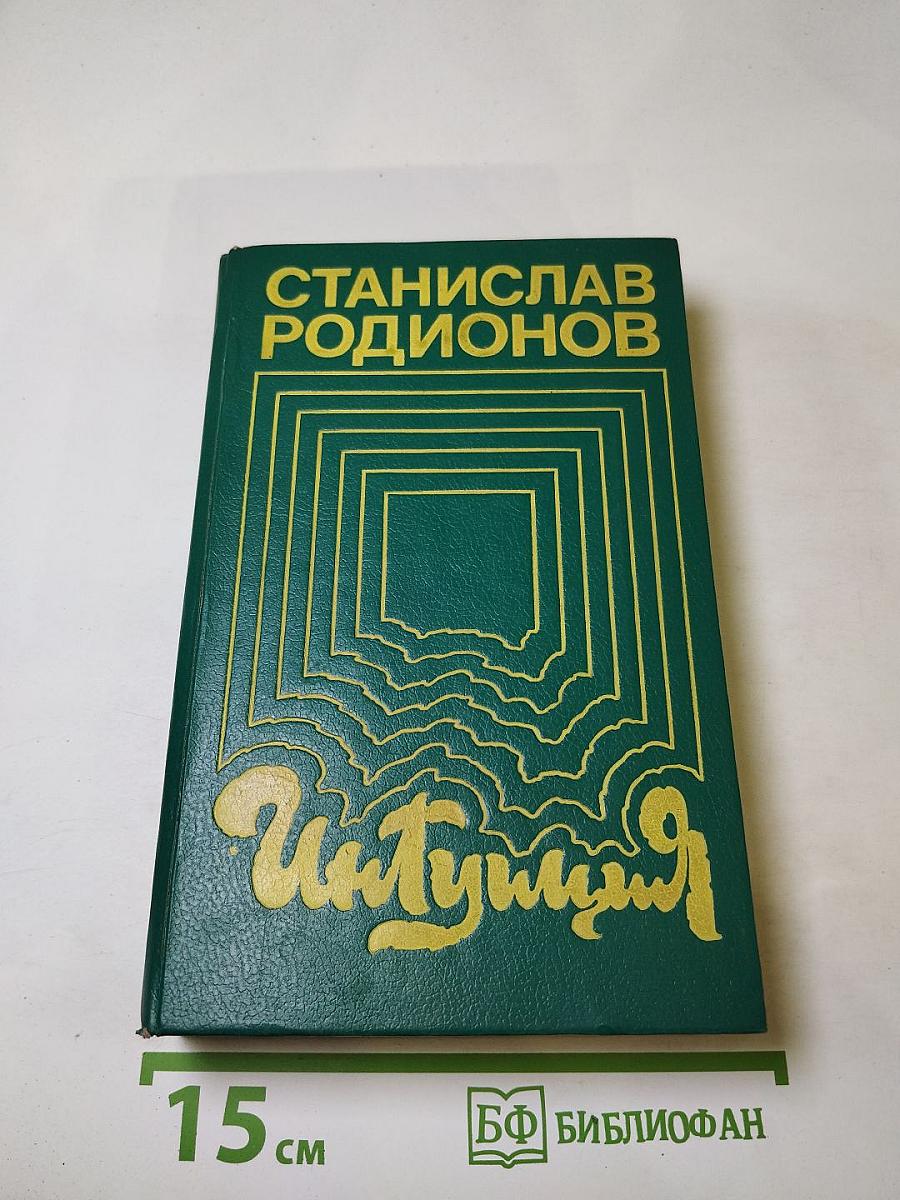 СТАНИСЛАВ
РОДИОНОВ
Интуиция
15 см
БФ БИБЛИОФАН